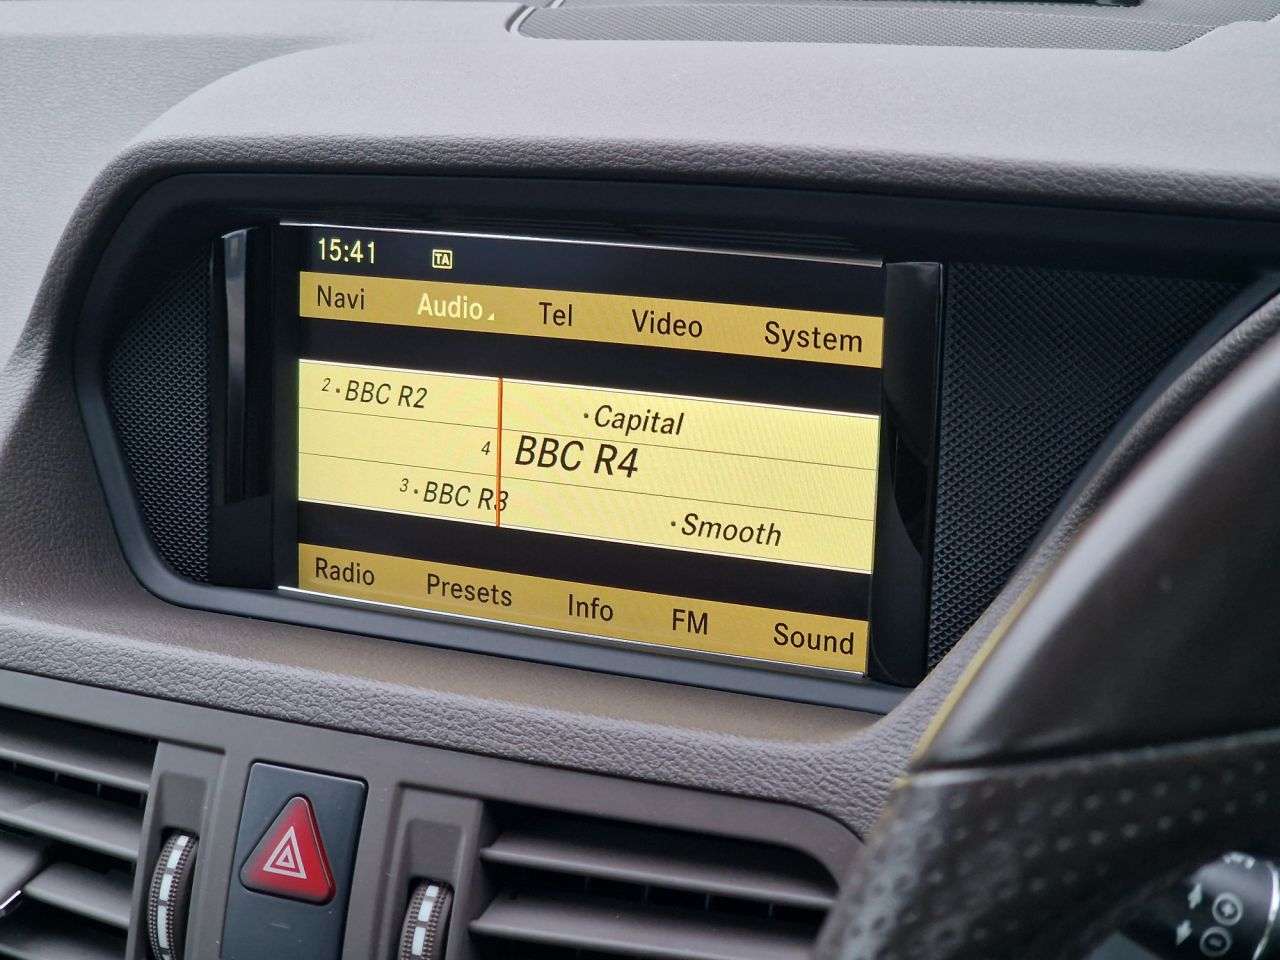 15:41 TA
Navi Audio Tel Video System
2 · BBC R2 · Capital
4 BBC R4
3 · BBC R3 · Smooth
Radio Presets Info FM Sound